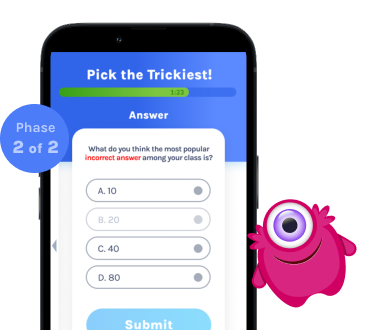 Pick the Trickiest!
1:23
Answer
Phase
2 of 2
What do you think the most popular
incorrect answer among your class is?
A. 10
B. 20
C. 40
D. 80
Submit